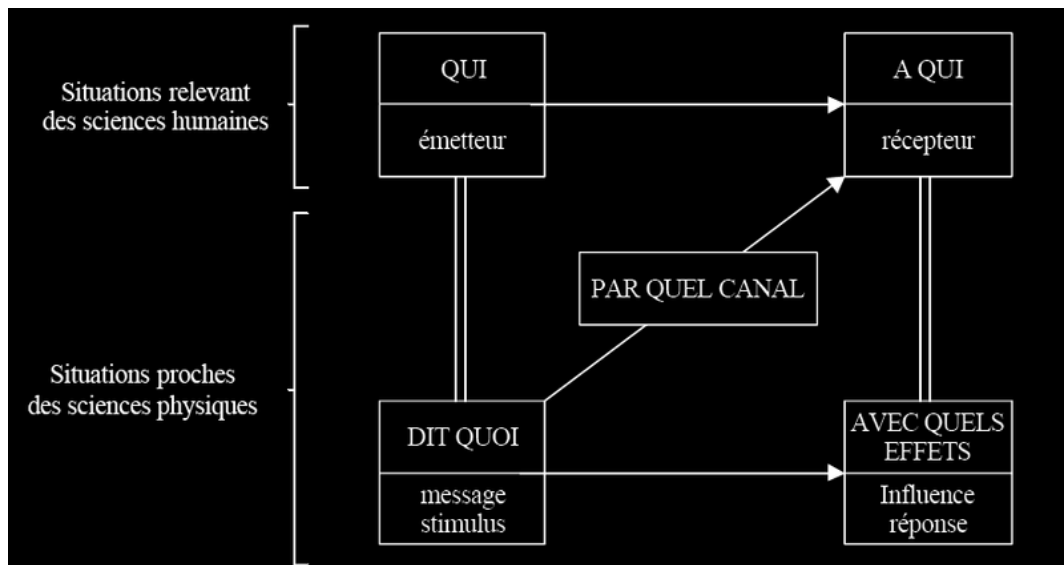 Situations relevant
des sciences humaines
QUI
émetteur
A QUI
récepteur
PAR QUEL CANAL
Situations proches
des sciences physiques
DIT QUOI
message
stimulus
AVEC QUELS
EFFETS
Influence
réponse